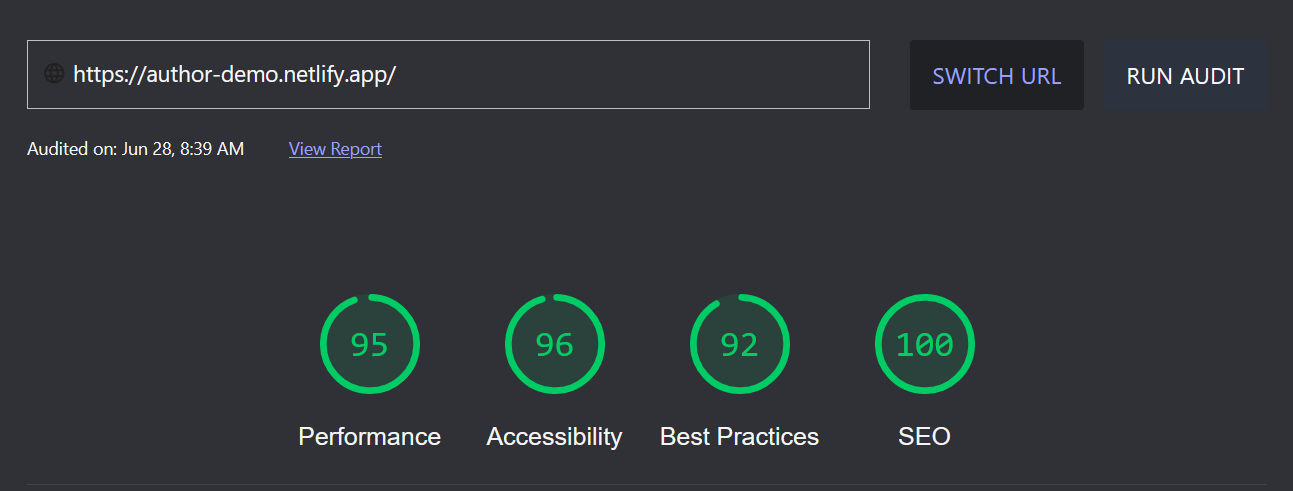 https://author-demo.netlify.app/
SWITCH URL
RUN AUDIT
Audited on: Jun 28, 8:39 AM
View Report
95
96
92
100
Performance
Accessibility
Best Practices
SEO